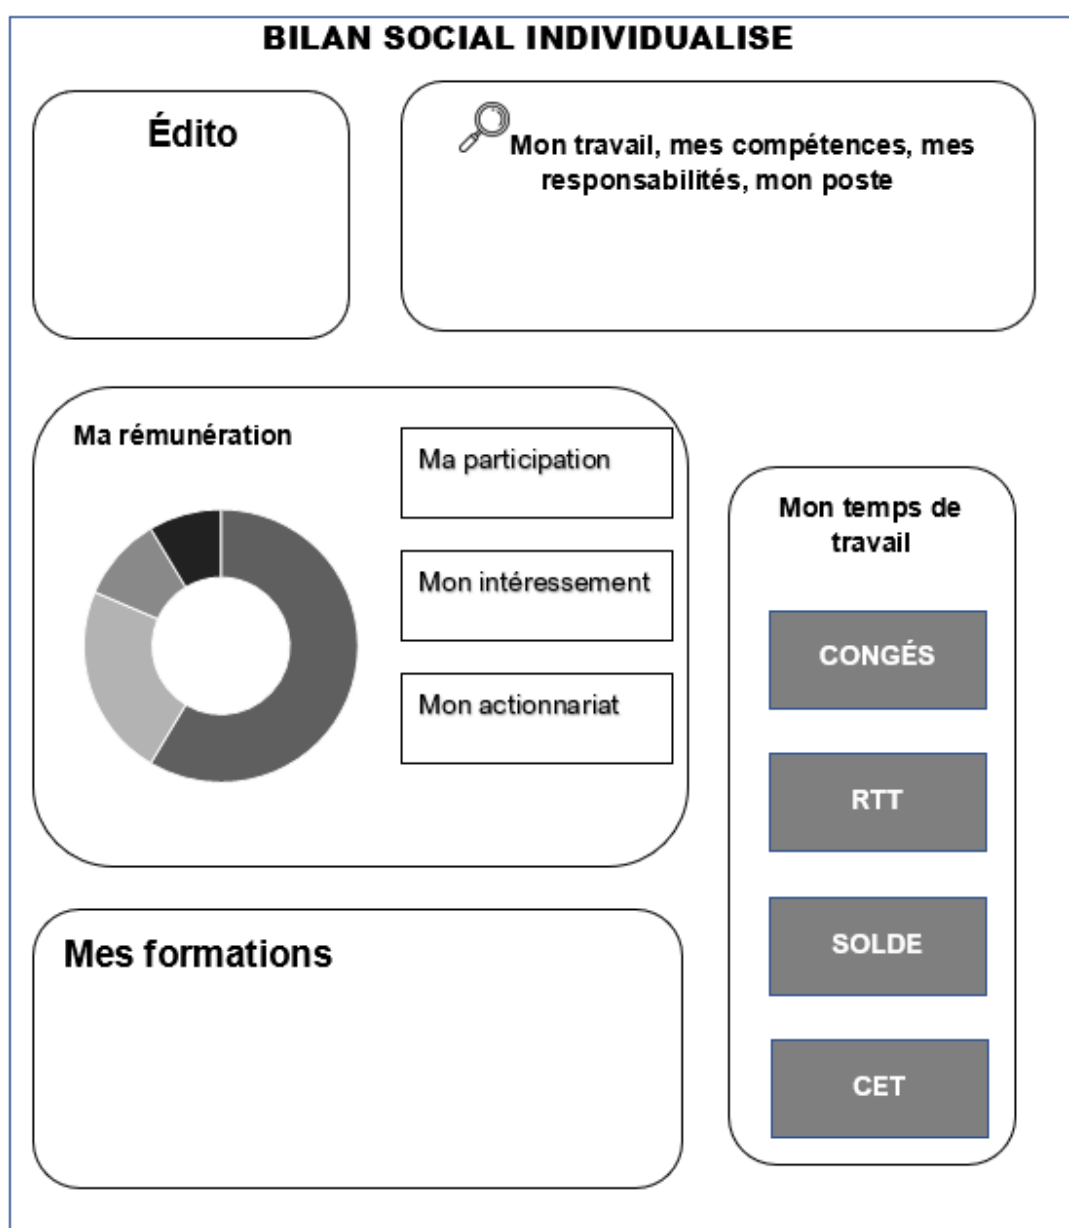 BILAN SOCIAL INDIVIDUALISE
Édito
Mon travail, mes compétences, mes
responsabilités, mon poste
Ma rémunération
Ma participation
Mon intéressement
Mon actionnariat
Mon temps de
travail
CONGÉS
RTT
SOLDE
CET
Mes formations